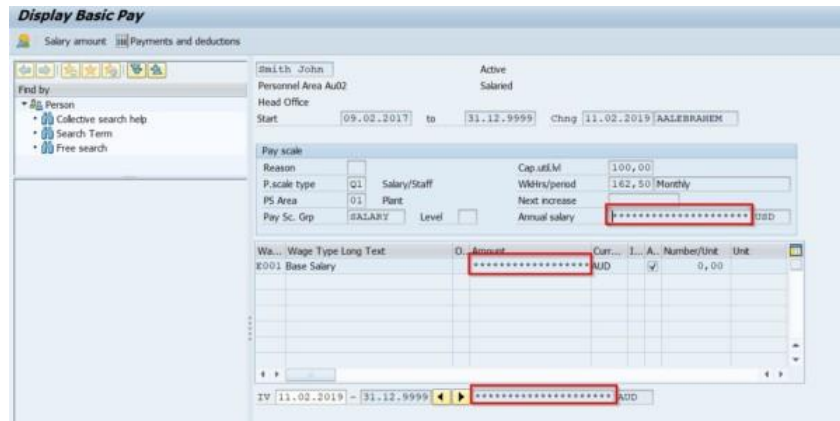 Display Basic Pay
Salary amount Payments and deductions
Find by
Person
Collective search help
Search Term
Free search
Smith John Active
Personnel Area Au02 Salaried
Head Office
Start 09.02.2017 to 31.12.9999 Chng 11.02.2019 AALEBRAHEM
Pay scale
Reason Cap.util.lvl 100,00
P.scale type Q1 Salary/Staff WkHrs/period 162,50 Monthly
PS Area 01 Plant Next increase
Pay Sc. Grp SALARY Level Annual salary ********************* USD
Wa... Wage Type Long Text O.. Amount Curr... I... A.. Number/Unit Unit
E001 Base Salary ****************** AUD 0,00
IV 11.02.2019 - 31.12.9999 ********************* AUD